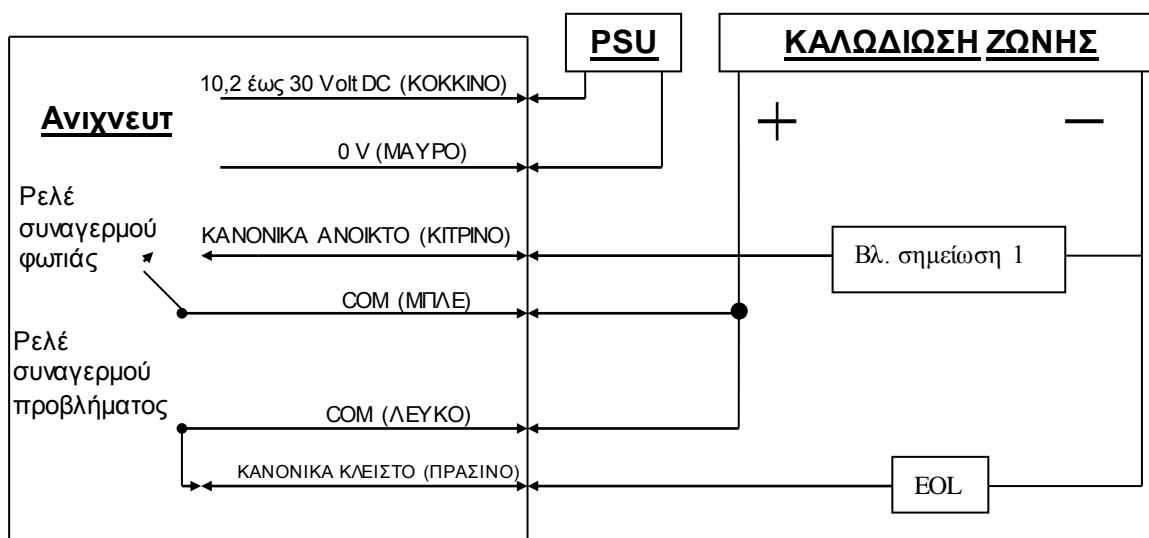 PSU
ΚΑΛΩΔΙΩΣΗ ΖΩΝΗΣ
10,2 έως 30 Volt DC (ΚΟΚΚΙΝΟ)
Ανιχνευτ
+
−
0 V (ΜΑΥΡΟ)
Ρελέ
συναγερμού
φωτιάς
ΚΑΝΟΝΙΚΑ ΑΝΟΙΚΤΟ (ΚΙΤΡΙΝΟ)
Βλ. σημείωση 1
COM (ΜΠΛΕ)
Ρελέ
συναγερμού
προβλήματος
COM (ΛΕΥΚΟ)
ΚΑΝΟΝΙΚΑ ΚΛΕΙΣΤΟ (ΠΡΑΣΙΝΟ)
EOL